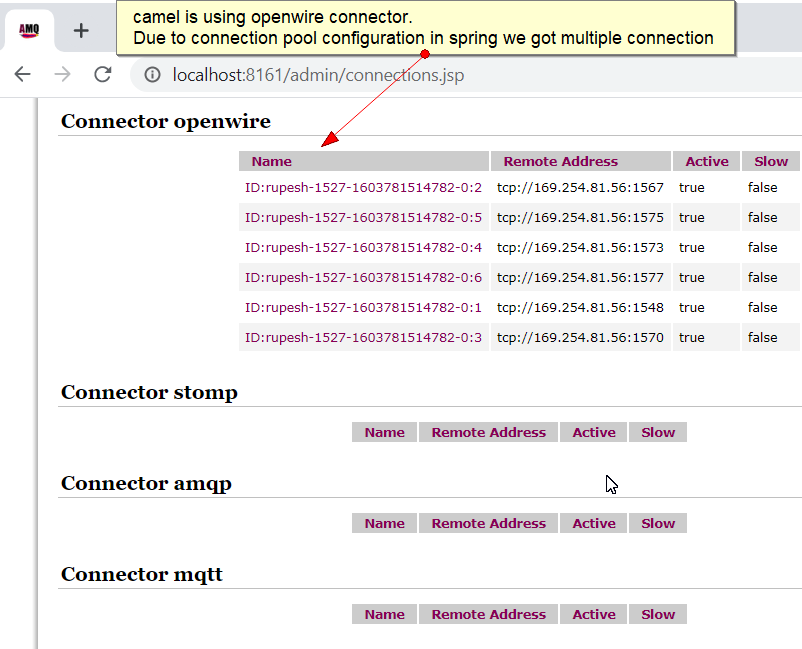 camel is using openwire connector.
Due to connection pool configuration in spring we got multiple connection
AMQ
localhost:8161/admin/connections.jsp
Connector openwire
Name Remote Address Active Slow
ID:rupesh-1527-1603781514782-0:2 tcp://169.254.81.56:1567 true false
ID:rupesh-1527-1603781514782-0:5 tcp://169.254.81.56:1575 true false
ID:rupesh-1527-1603781514782-0:4 tcp://169.254.81.56:1573 true false
ID:rupesh-1527-1603781514782-0:6 tcp://169.254.81.56:1577 true false
ID:rupesh-1527-1603781514782-0:1 tcp://169.254.81.56:1548 true false
ID:rupesh-1527-1603781514782-0:3 tcp://169.254.81.56:1570 true false
Connector stomp
Name Remote Address Active Slow
Connector amqp
Name Remote Address Active Slow
Connector mqtt
Name Remote Address Active Slow